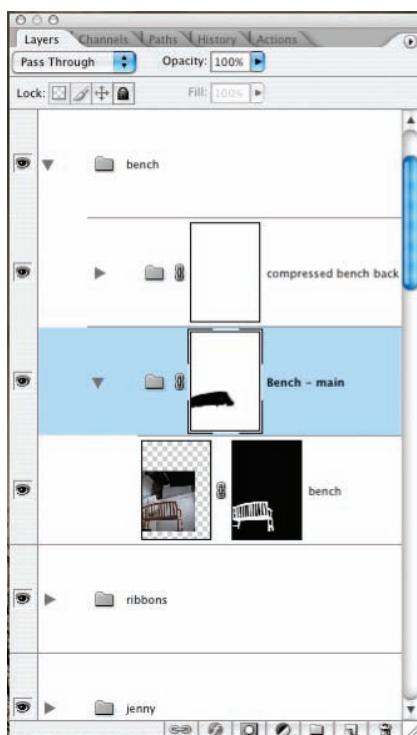 Layers Channels Paths History Actions
Pass Through Opacity: 100%
Lock: Fill: 100%
bench
compressed bench back
Bench - main
bench
ribbons
jenny